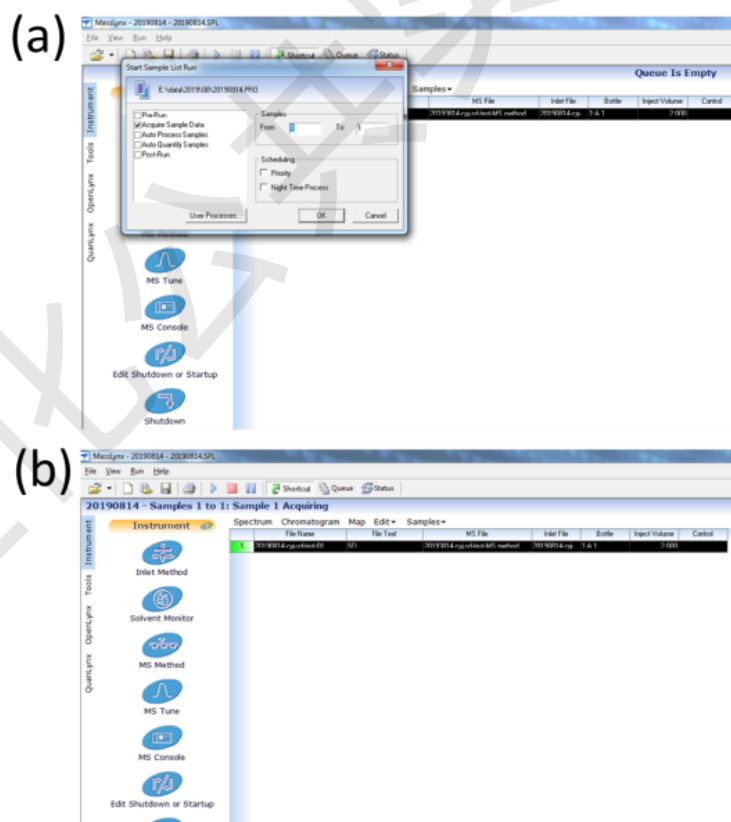 (a)
MassLynx - 20190814 - 20190814.SPL
File View Run Help
Shortcut Queue Status
Queue Is Empty
Start Sample List Run
E:\data\2019\08\20190814.PRO
Pre-Run
Acquire Sample Data
Auto Process Samples
Auto Quantify Samples
Post-Run
Samples
From 1 To 1
Scheduling
Priority
Night Time Process
User Processes...
OK
Cancel
Samples
MS File Inlet File Bottle Inject Volume Control
1:A,1 2.000
Instrument
Tools
OpenLynx
QuanLynx
MS Method
MS Tune
MS Console
Edit Shutdown or Startup
Shutdown
(b)
MassLynx - 20190814 - 20190814.SPL
File View Run Help
Shortcut Queue Status
20190814 - Samples 1 to 1: Sample 1 Acquiring
Instrument
Tools
OpenLynx
QuanLynx
Instrument
Spectrum Chromatogram Map Edit Samples
File Name File Text MS File Inlet File Bottle Inject Volume Control
1 SD 1:A,1 2.000
Inlet Method
Solvent Monitor
MS Method
MS Tune
MS Console
Edit Shutdown or Startup